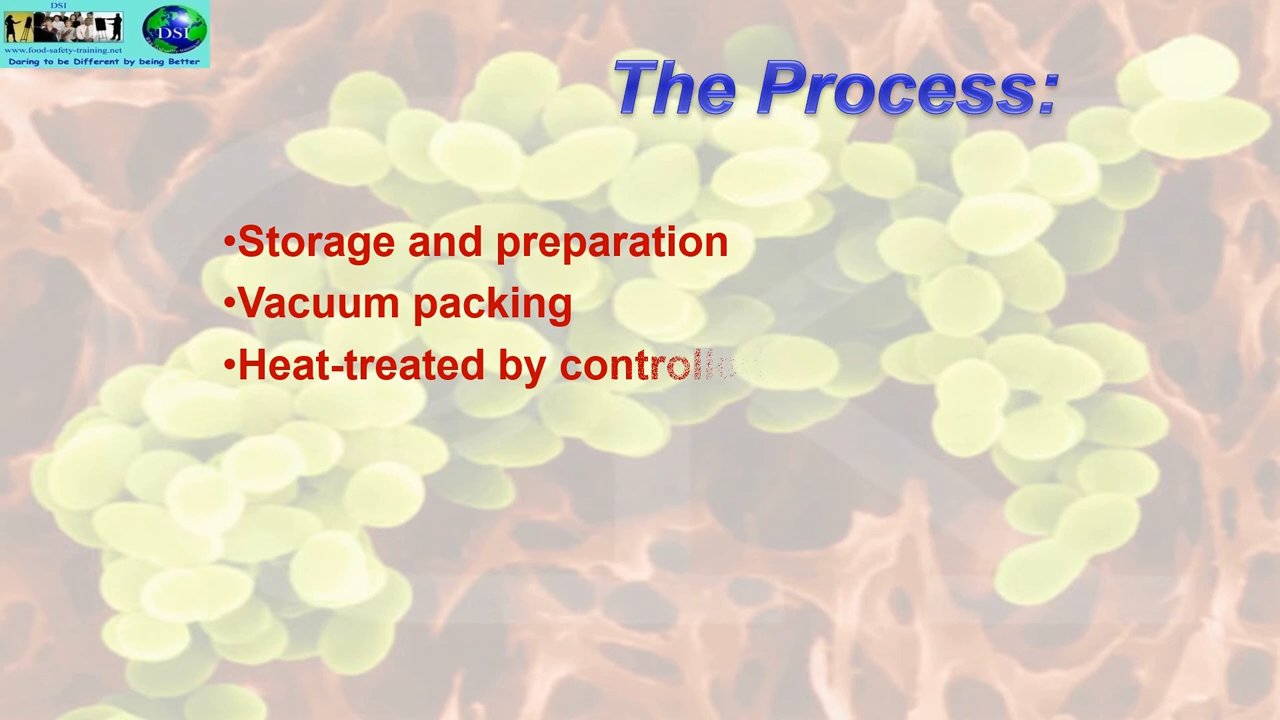 DSI
DSI
www.food-safety-training.net
Daring to be Different by being Better
The Process:
•Storage and preparation
•Vacuum packing
•Heat-treated by